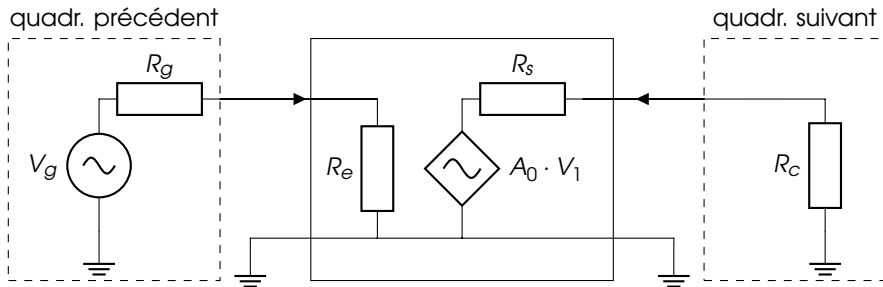 quadr. précédent
quadr. suivant
R_g
R_s
V_g
R_e
A_0 · V_1
R_c